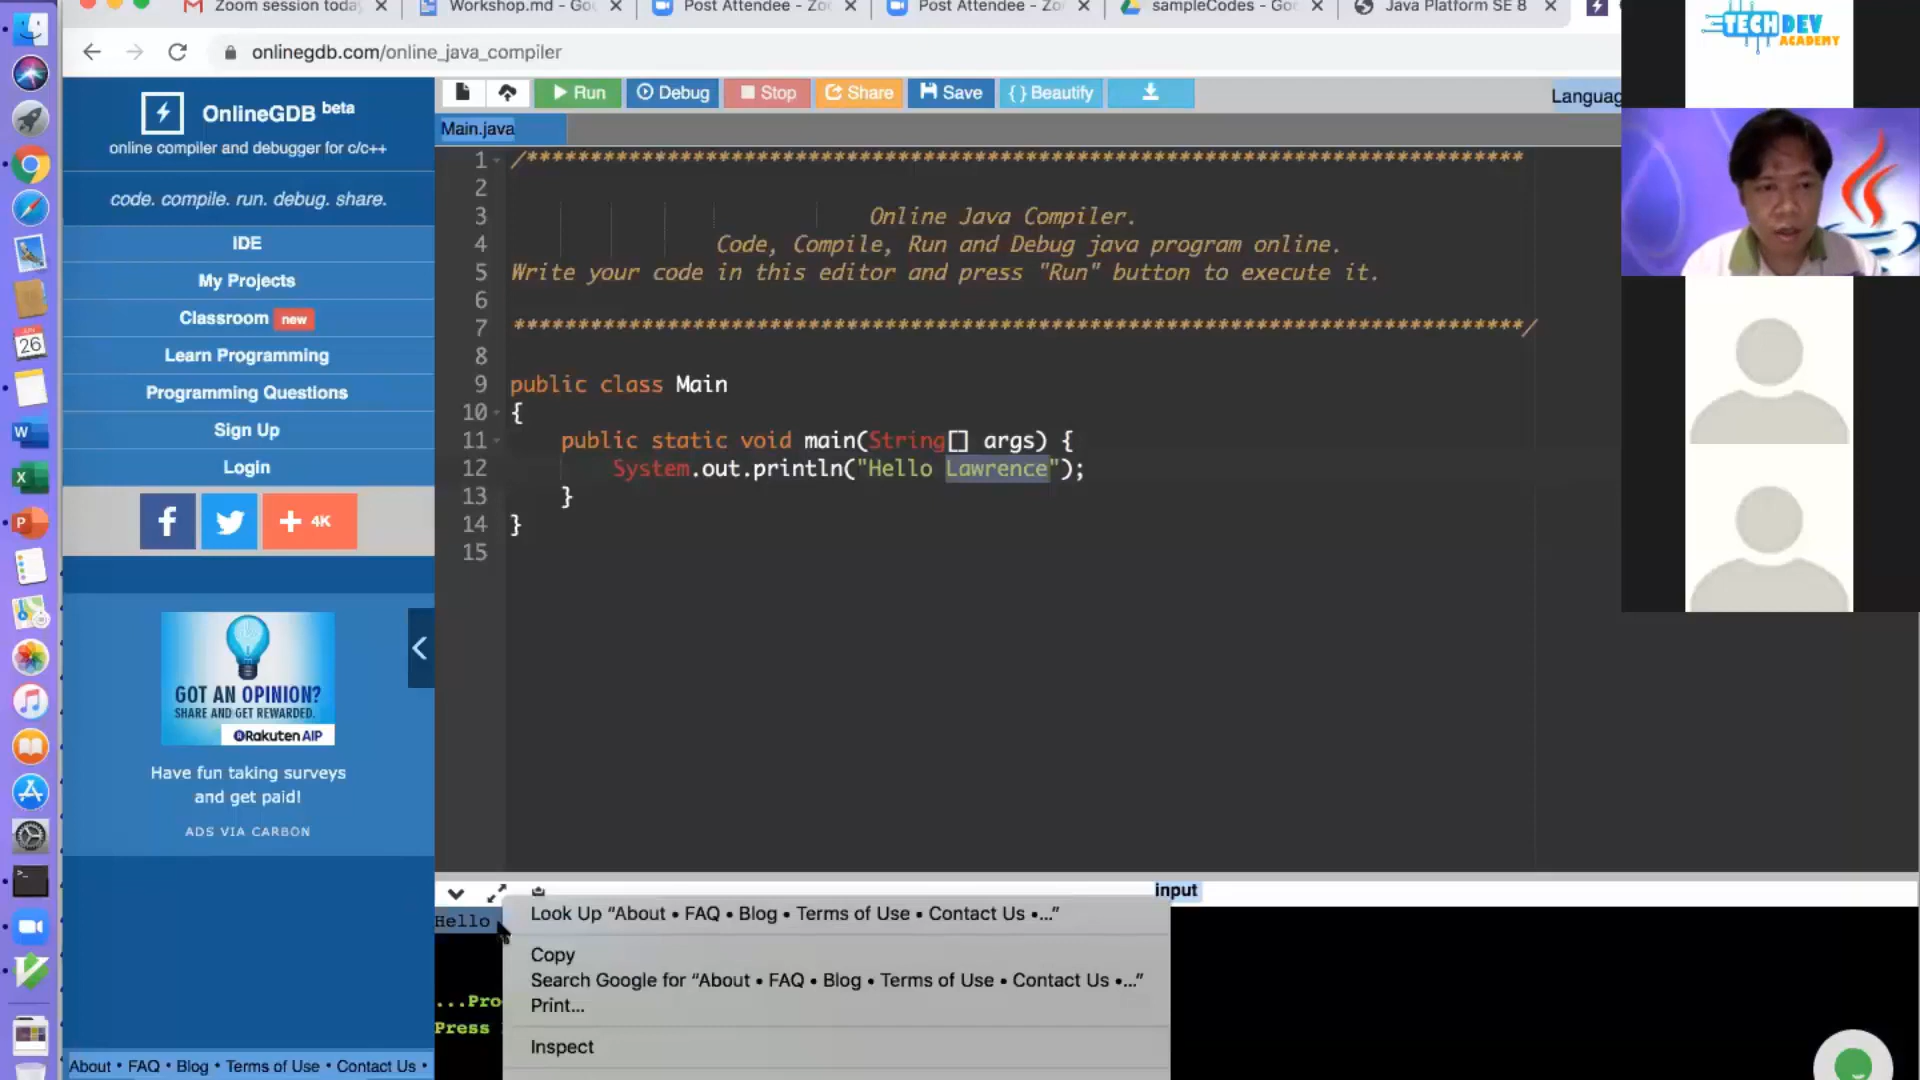 Zoom session toda
Workshop.md - Go
Post Attendee - Zo
Post Attendee - Zo
sampleCodes - Go
Java Platform SE 8
onlinegdb.com/online_java_compiler
TECHDEV
ACADEMY
OnlineGDB beta
online compiler and debugger for c/c++
code. compile. run. debug. share.
IDE
My Projects
Classroom new
Learn Programming
Programming Questions
Sign Up
Login
f
+ 4K
GOT AN OPINION?
SHARE AND GET REWARDED.
Rakuten AIP
Have fun taking surveys
and get paid!
ADS VIA CARBON
About • FAQ • Blog • Terms of Use • Contact Us •
Run
Debug
Stop
Share
Save
{ } Beautify
Languag
Main.java
1 /******************************************************************************
2
3 Online Java Compiler.
4 Code, Compile, Run and Debug java program online.
5 Write your code in this editor and press "Run" button to execute it.
6
7 *******************************************************************************/
8
9 public class Main
10 {
11 public static void main(String[] args) {
12 System.out.println("Hello Lawrence");
13 }
14 }
15
input
Hello
...Pro
Press
Look Up “About • FAQ • Blog • Terms of Use • Contact Us •...”
Copy
Search Google for “About • FAQ • Blog • Terms of Use • Contact Us •...”
Print...
Inspect
26
W
X
P